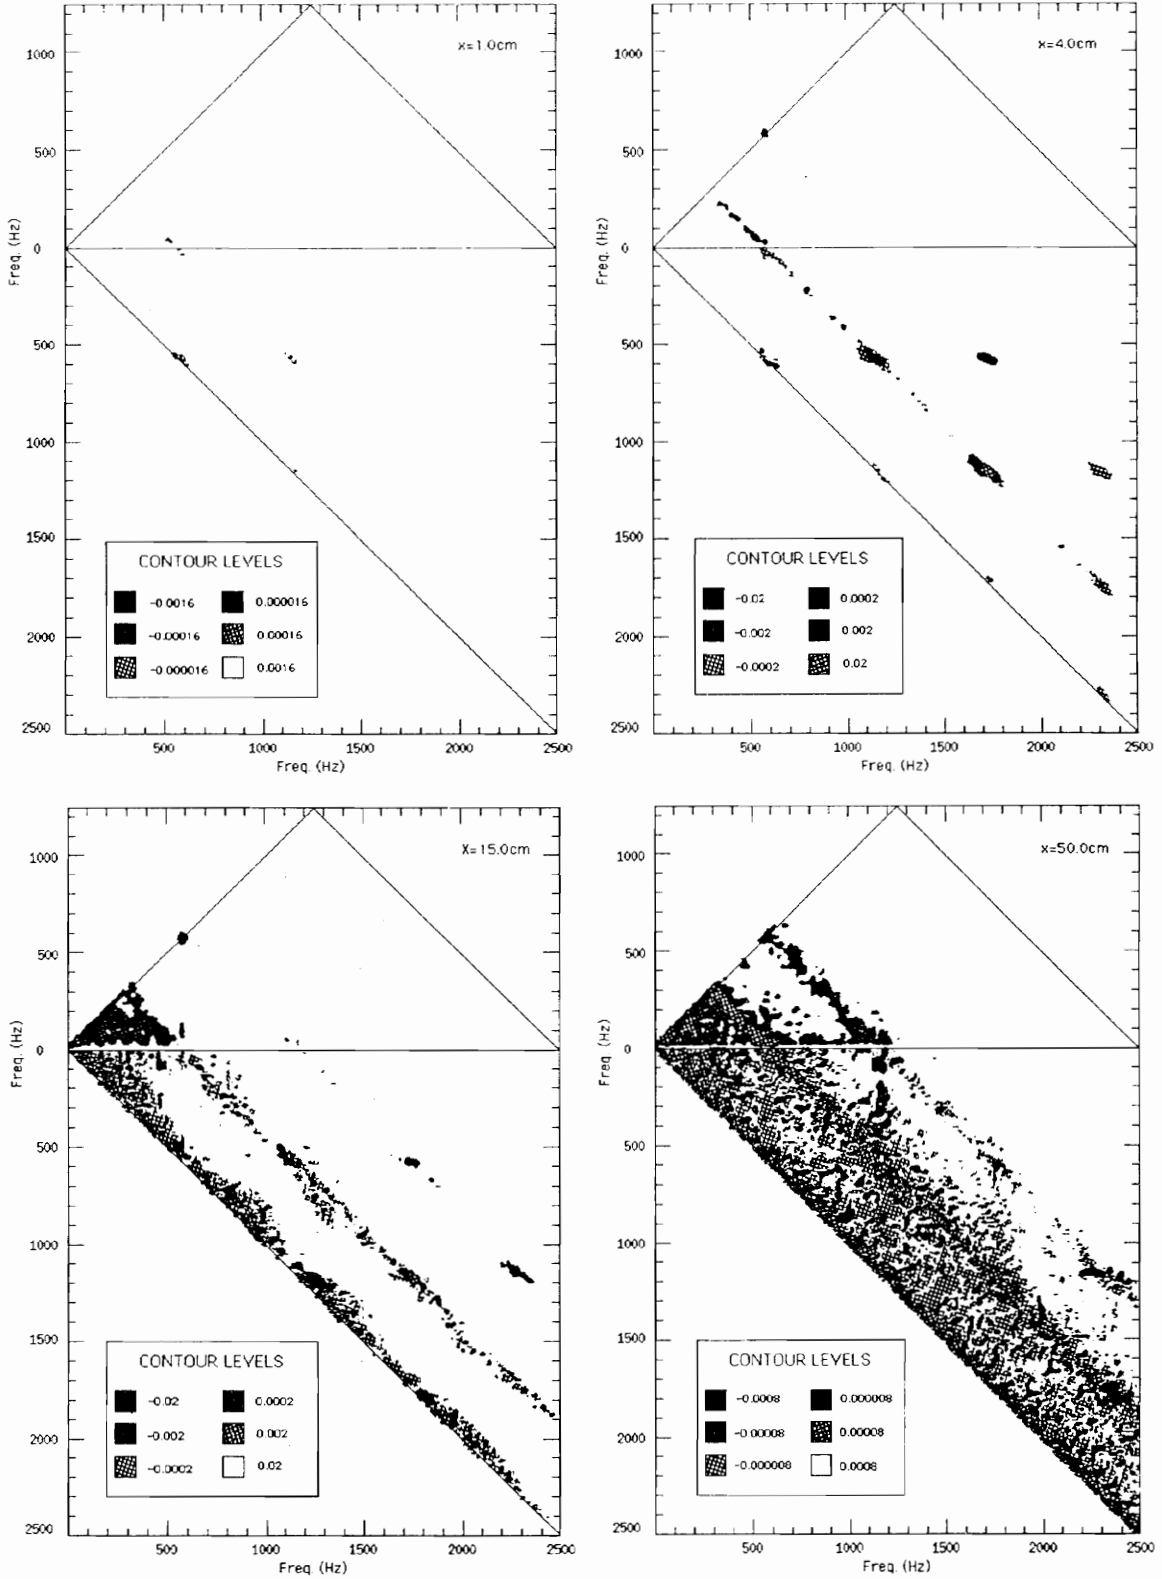 x=1.0cm
1000
500
0
500
1000
1500
2000
2500
Freq. (Hz)
CONTOUR LEVELS
-0.0016 0.000016
-0.00016 0.00016
-0.000016 0.0016
500 1000 1500 2000 2500
Freq. (Hz)
x=4.0cm
1000
500
0
500
1000
1500
2000
2500
Freq. (Hz)
CONTOUR LEVELS
-0.02 0.0002
-0.002 0.002
-0.0002 0.02
500 1000 1500 2000 2500
Freq. (Hz)
X=15.0cm
1000
500
0
500
1000
1500
2000
2500
Freq. (Hz)
CONTOUR LEVELS
-0.02 0.0002
-0.002 0.002
-0.0002 0.02
500 1000 1500 2000 2500
Freq. (Hz)
x=50.0cm
1000
500
0
500
1000
1500
2000
2500
Freq. (Hz)
CONTOUR LEVELS
-0.0008 0.000008
-0.00008 0.00008
-0.000008 0.0008
500 1000 1500 2000 2500
Freq. (Hz)